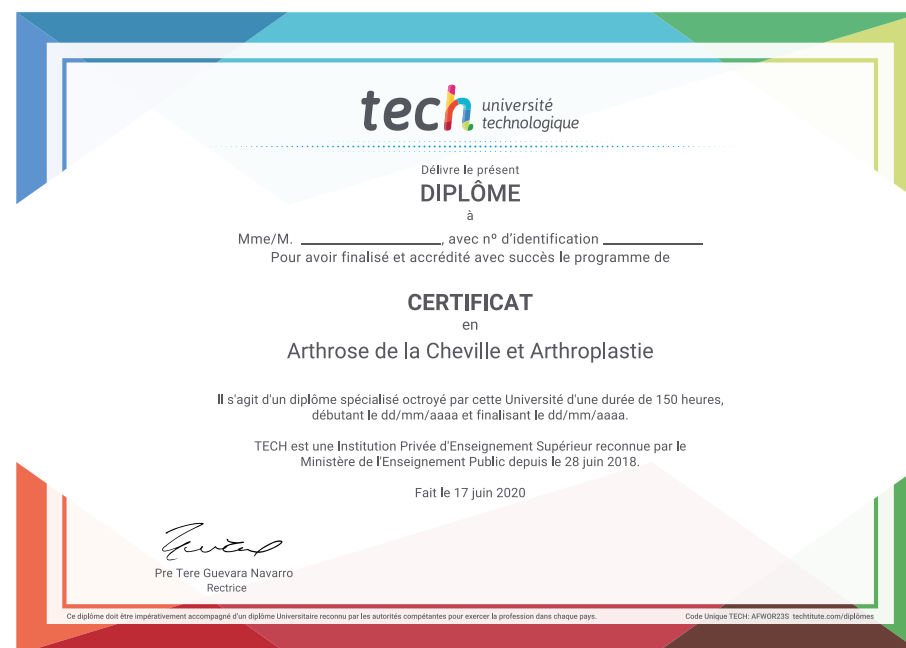 tech université
technologique
Délivre le présent
DIPLÔME
à
Mme/M. ____________, avec nº d'identification ____________
Pour avoir finalisé et accrédité avec succès le programme de
CERTIFICAT
en
Arthrose de la Cheville et Arthroplastie
Il s'agit d'un diplôme spécialisé octroyé par cette Université d'une durée de 150 heures,
débutant le dd/mm/aaaa et finalisant le dd/mm/aaaa.
TECH est une Institution Privée d'Enseignement Supérieur reconnue par le
Ministère de l'Enseignement Public depuis le 28 juin 2018.
Fait le 17 juin 2020
Pre Tere Guevara Navarro
Rectrice
Ce diplôme doit être impérativement accompagné d'un diplôme Universitaire reconnu par les autorités compétantes pour exercer la profession dans chaque pays.
Code Unique TECH: AFWOR23S techtitute.com/diplômes